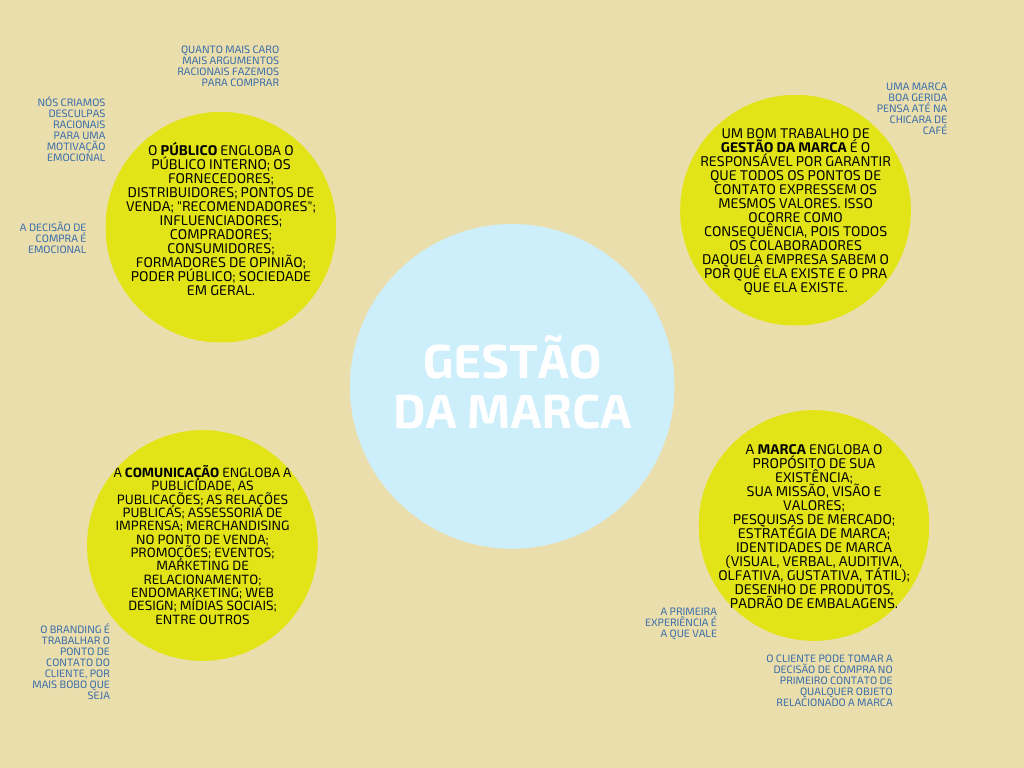 QUANTO MAIS CARO
MAIS ARGUMENTOS
RACIONAIS FAZEMOS
PARA COMPRAR
NÓS CRIAMOS
DESCULPAS
RACIONAIS
PARA UMA
MOTIVAÇÃO
EMOCIONAL
A DECISÃO DE
COMPRA É
EMOCIONAL
O PÚBLICO ENGLOBA O
PÚBLICO INTERNO; OS
FORNECEDORES;
DISTRIBUIDORES; PONTOS DE
VENDA; "RECOMENDADORES";
INFLUENCIADORES;
COMPRADORES;
CONSUMIDORES;
FORMADORES DE OPINIÃO;
PODER PÚBLICO; SOCIEDADE
EM GERAL.
UMA MARCA
BOA GERIDA
PENSA ATÉ NA
CHICARA DE
CAFÉ
UM BOM TRABALHO DE
GESTÃO DA MARCA É O
RESPONSÁVEL POR GARANTIR
QUE TODOS OS PONTOS DE
CONTATO EXPRESSEM OS
MESMOS VALORES. ISSO
OCORRE COMO
CONSEQUÊNCIA, POIS TODOS
OS COLABORADORES
DAQUELA EMPRESA SABEM O
POR QUÊ ELA EXISTE E O PRA
QUE ELA EXISTE.
GESTÃO
DA MARCA
A COMUNICAÇÃO ENGLOBA A
PUBLICIDADE, AS
PUBLICAÇÕES; AS RELAÇÕES
PUBLICAS; ASSESSORIA DE
IMPRENSA; MERCHANDISING
NO PONTO DE VENDA;
PROMOÇÕES; EVENTOS;
MARKETING DE
RELACIONAMENTO;
ENDOMARKETING; WEB
DESIGN; MÍDIAS SOCIAIS;
ENTRE OUTROS
O BRANDING É
TRABALHAR O
PONTO DE
CONTATO DO
CLIENTE, POR
MAIS BOBO QUE
SEJA
A MARCA ENGLOBA O
PROPÓSITO DE SUA
EXISTÊNCIA;
SUA MISSÃO, VISÃO E
VALORES;
PESQUISAS DE MERCADO;
ESTRATÉGIA DE MARCA;
IDENTIDADES DE MARCA
(VISUAL, VERBAL, AUDITIVA,
OLFATIVA, GUSTATIVA, TÁTIL);
DESENHO DE PRODUTOS,
PADRÃO DE EMBALAGENS.
A PRIMEIRA
EXPERIÊNCIA É
A QUE VALE
O CLIENTE PODE TOMAR A
DECISÃO DE COMPRA NO
PRIMEIRO CONTATO DE
QUALQUER OBJETO
RELACIONADO A MARCA